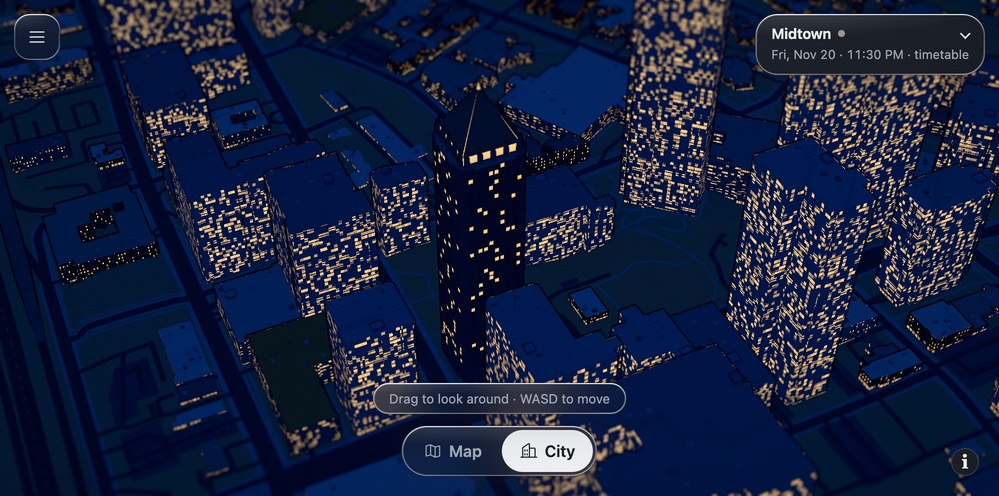 Midtown
Fri, Nov 20 · 11:30 PM · timetable
Drag to look around · WASD to move
Map
City
i